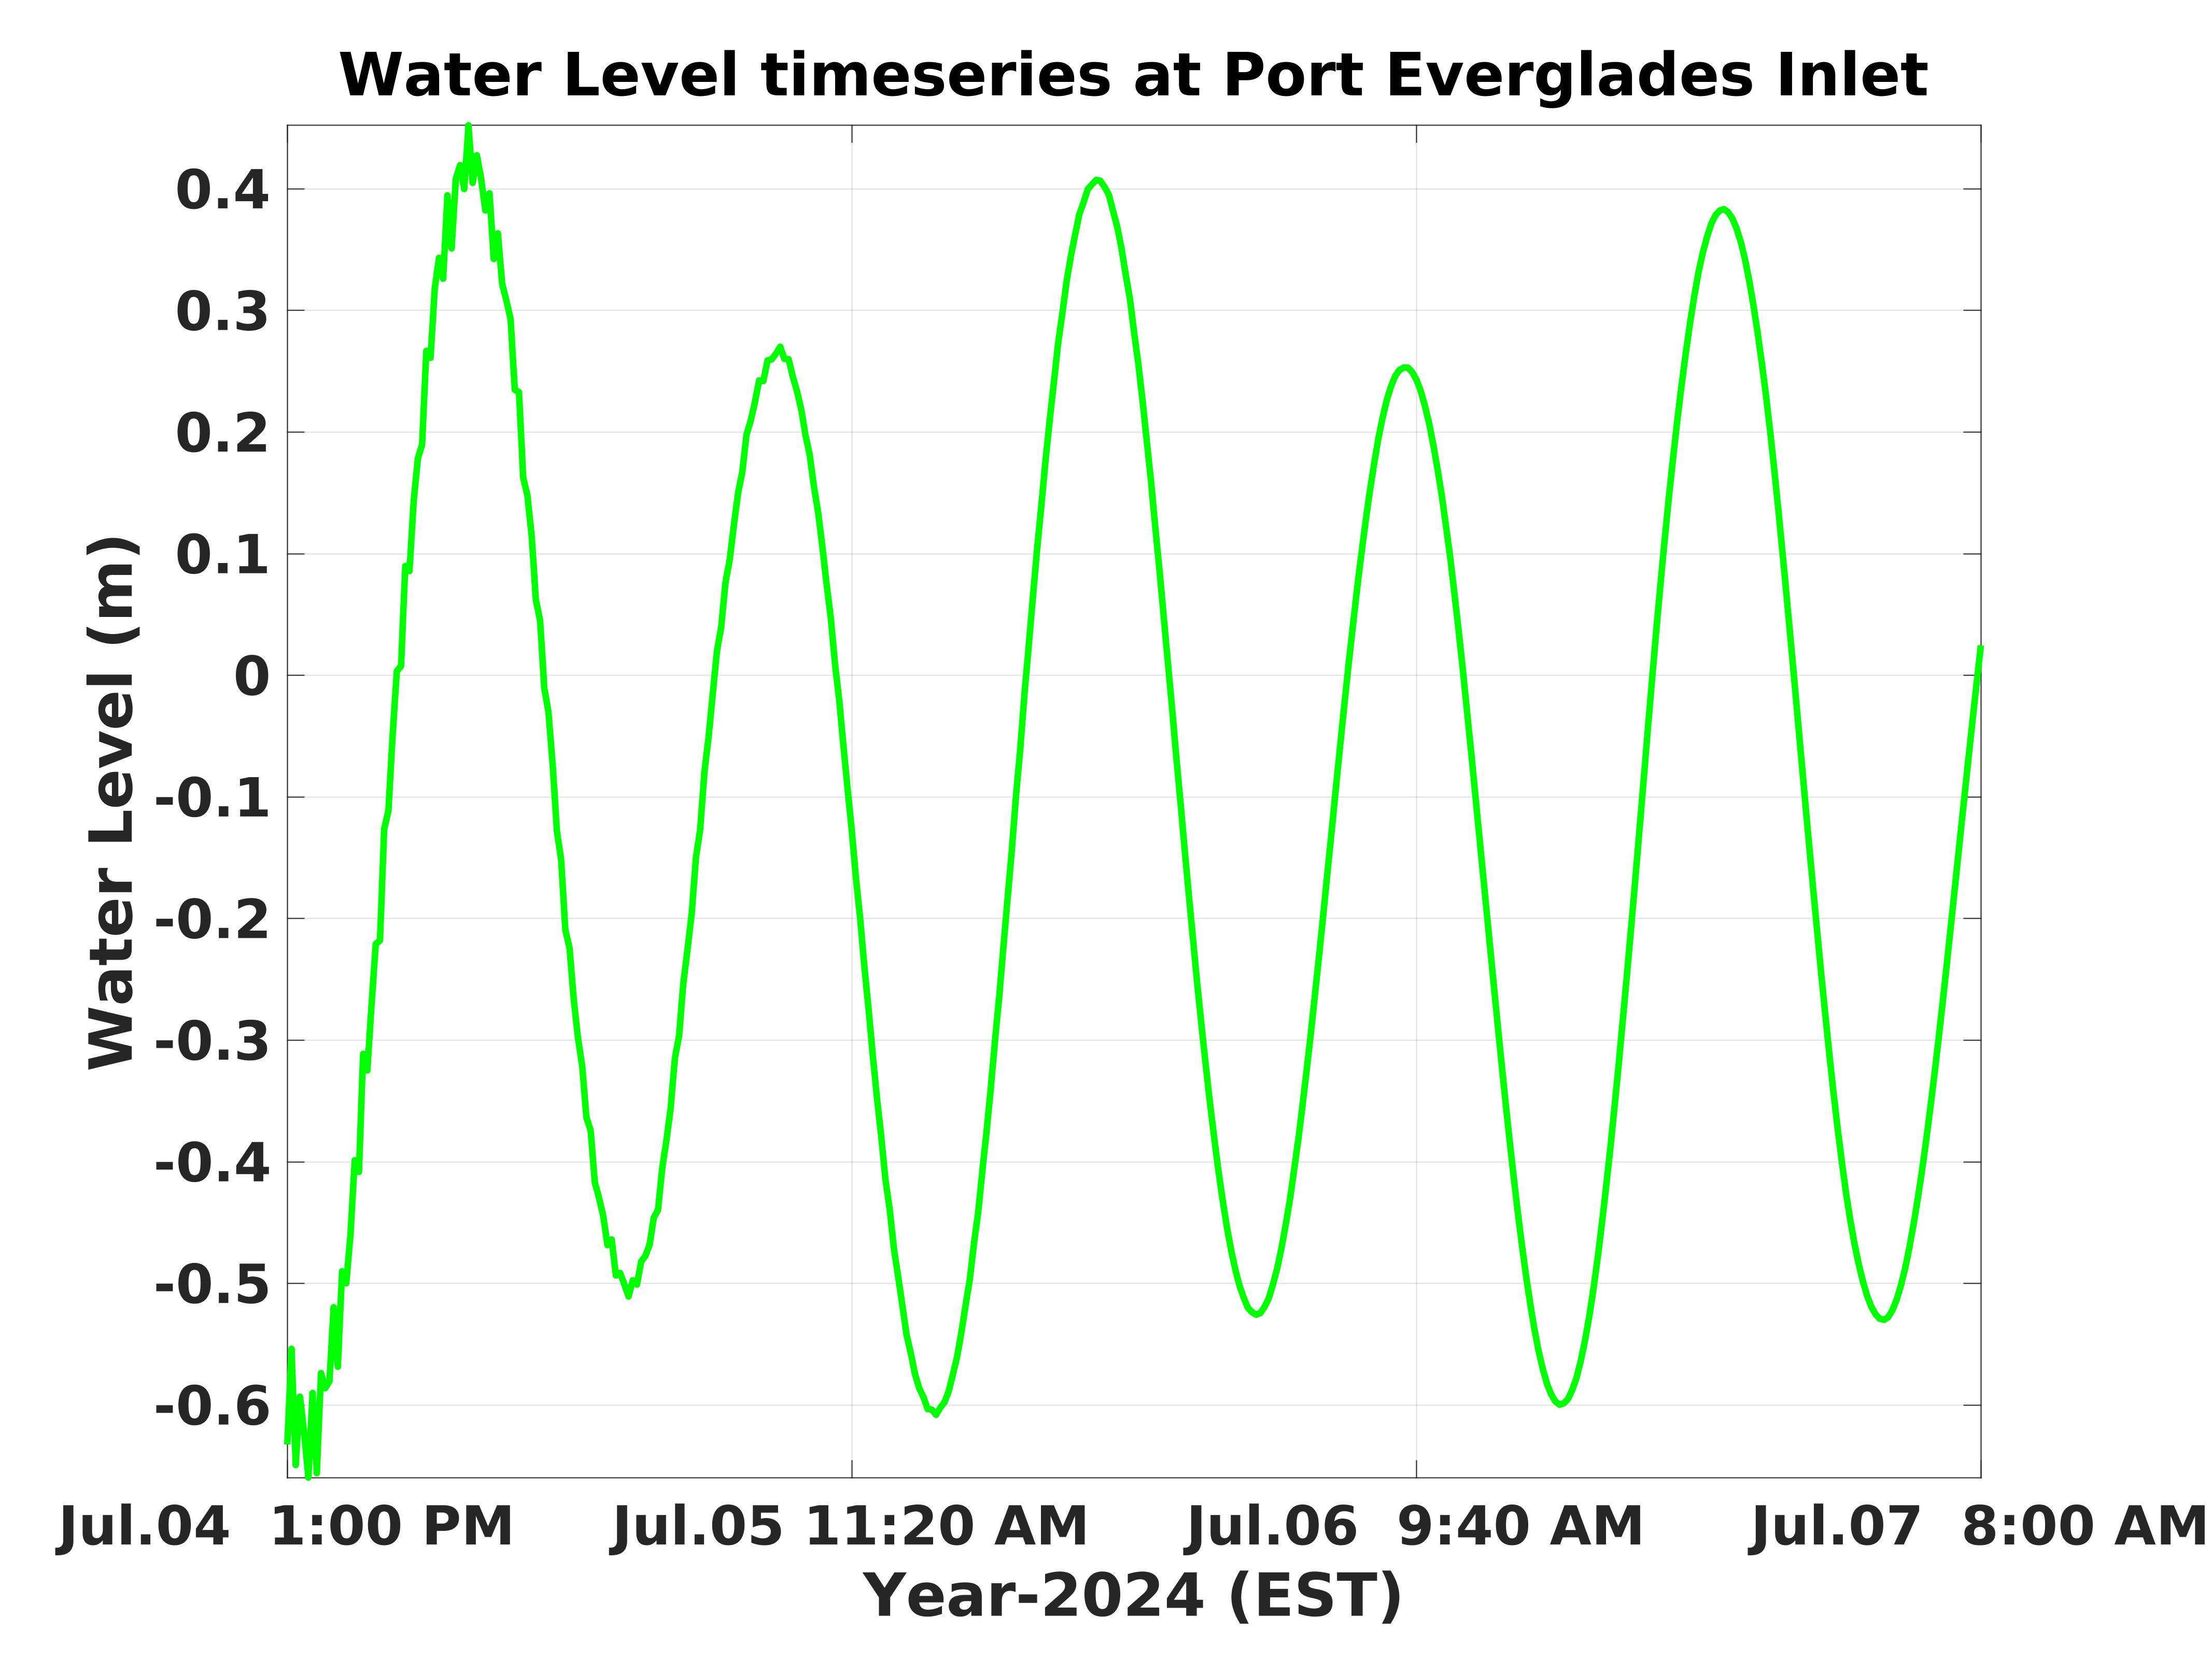 Water Level timeseries at Port Everglades Inlet
Water Level (m)
0.4
0.3
0.2
0.1
0
-0.1
-0.2
-0.3
-0.4
-0.5
-0.6
Jul.04 1:00 PM Jul.05 11:20 AM Jul.06 9:40 AM Jul.07 8:00 AM
Year-2024 (EST)